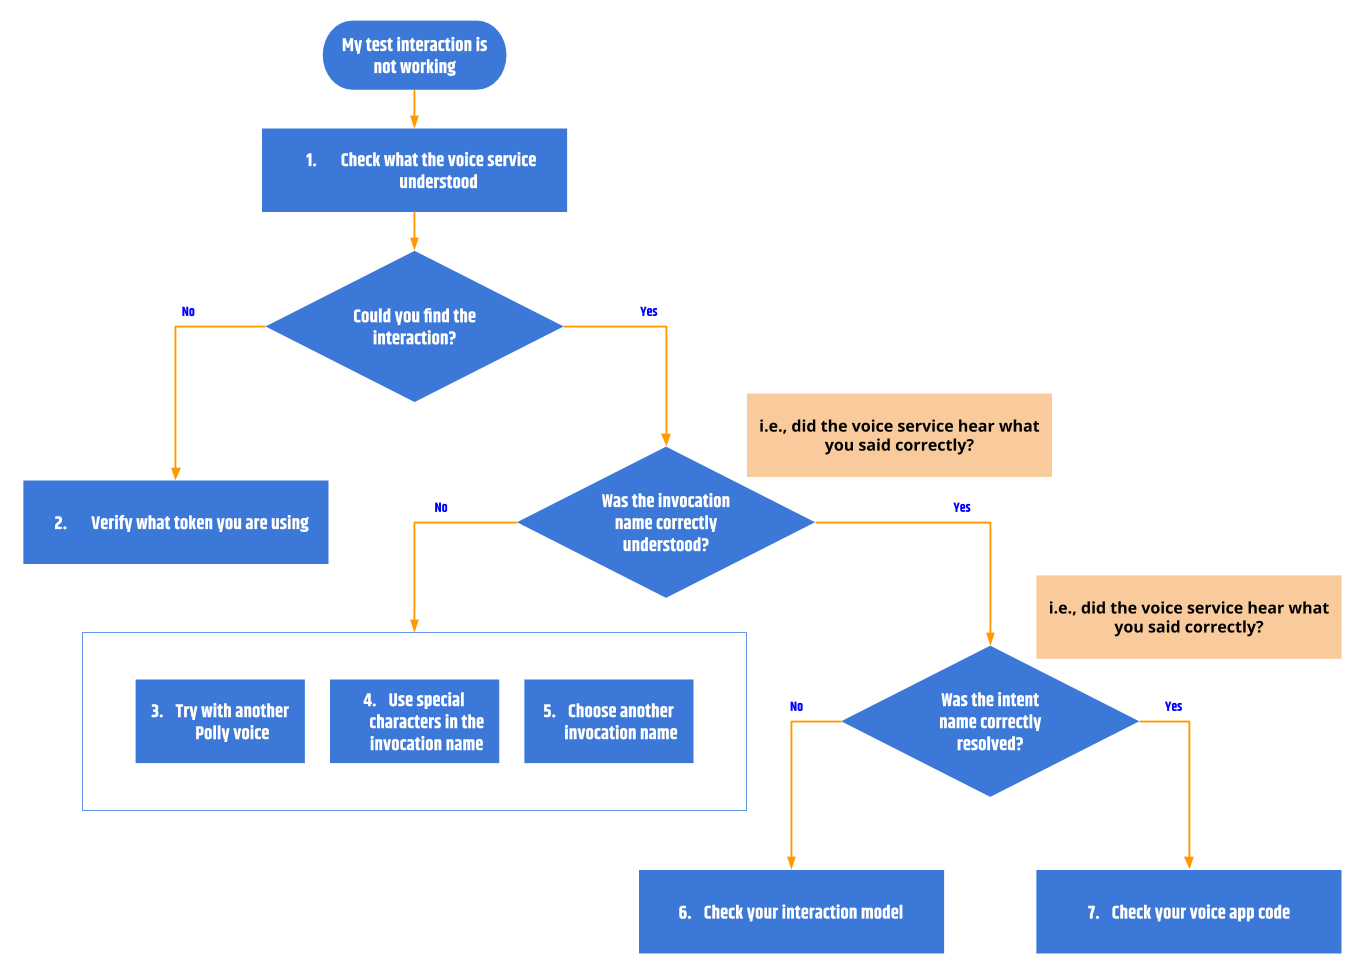 My test interaction is
not working
1. Check what the voice service
understood
Could you find the
interaction?
No
Yes
i.e., did the voice service hear what
you said correctly?
2. Verify what token you are using
Was the invocation
name correctly
understood?
No
Yes
i.e., did the voice service hear what
you said correctly?
3. Try with another
Polly voice
4. Use special
characters in the
invocation name
5. Choose another
invocation name
Was the intent
name correctly
resolved?
No
Yes
6. Check your interaction model
7. Check your voice app code